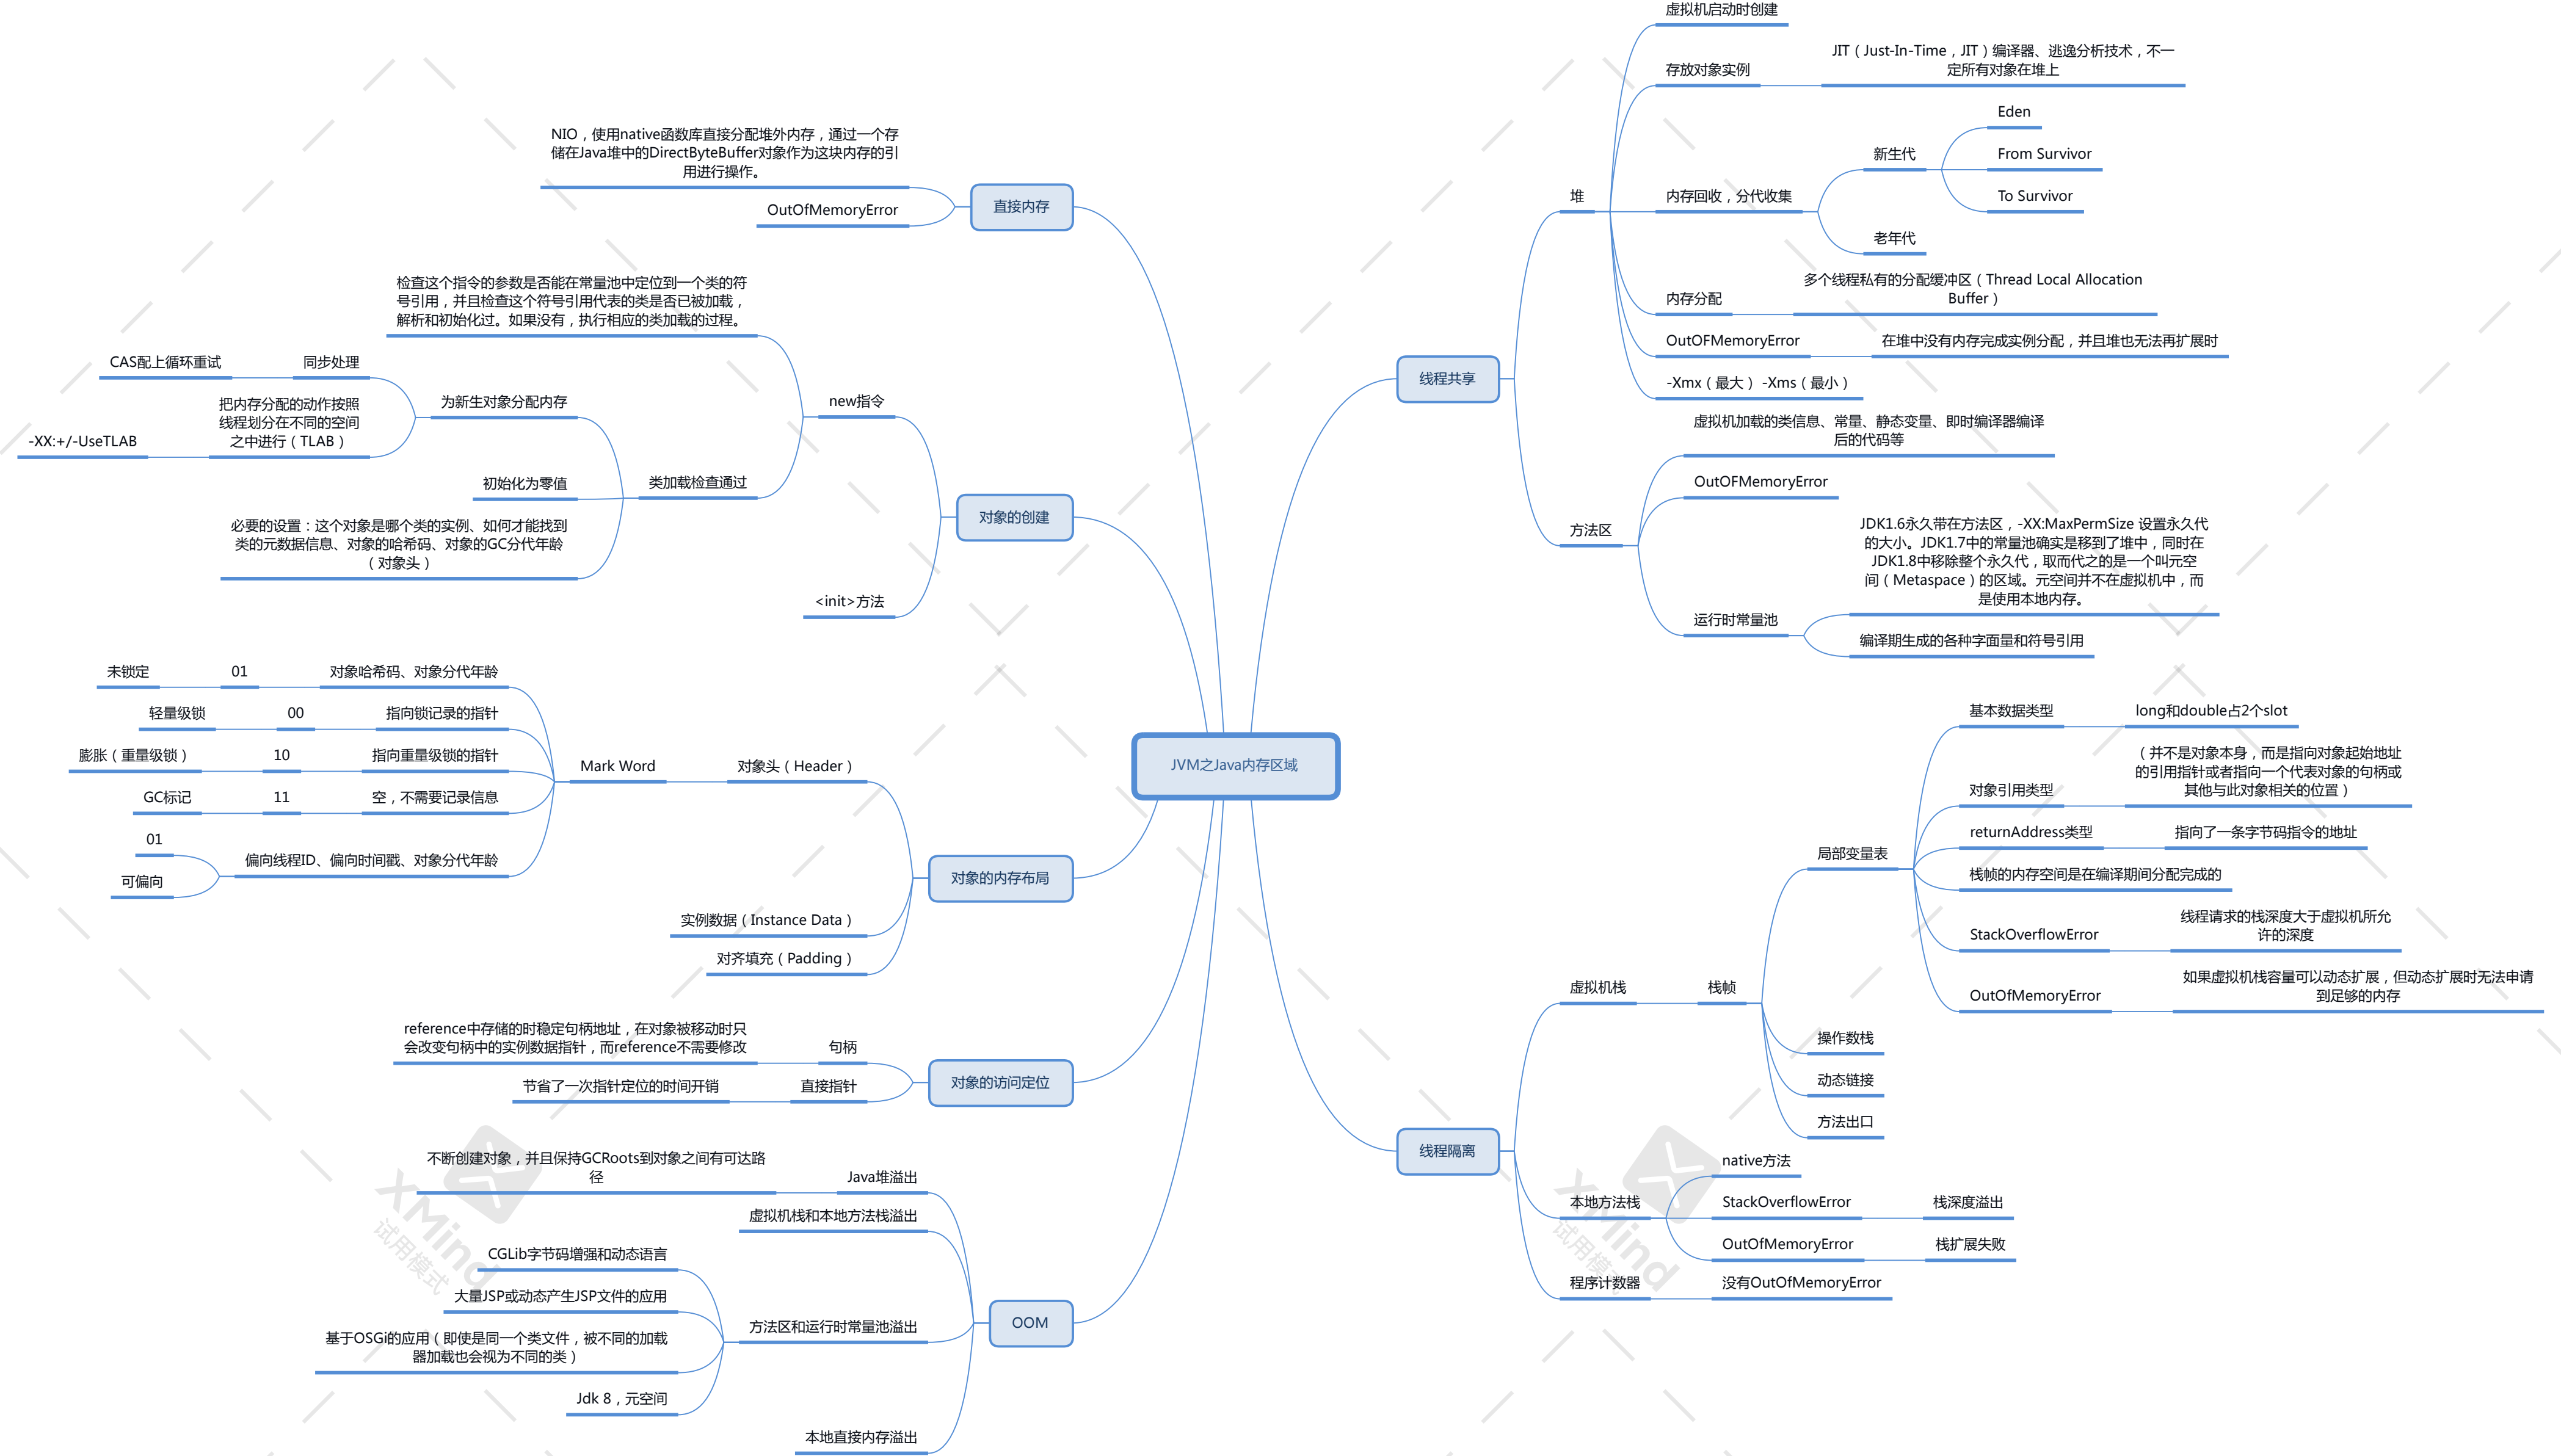 JVM之Java内存区域
线程共享
堆
虚拟机启动时创建
存放对象实例
JIT（Just-In-Time，JIT）编译器、逃逸分析技术，不一
定所有对象在堆上
内存回收，分代收集
新生代
Eden
From Survivor
To Survivor
老年代
内存分配
多个线程私有的分配缓冲区（Thread Local Allocation
Buffer）
OutOFMemoryError
在堆中没有内存完成实例分配，并且堆也无法再扩展时
-Xmx（最大） -Xms（最小）
方法区
虚拟机加载的类信息、常量、静态变量、即时编译器编译
后的代码等
OutOFMemoryError
运行时常量池
JDK1.6永久带在方法区，-XX:MaxPermSize 设置永久代
的大小。JDK1.7中的常量池确实是移到了堆中，同时在
JDK1.8中移除整个永久代，取而代之的是一个叫元空
间（Metaspace）的区域。元空间并不在虚拟机中，而
是使用本地内存。
编译期生成的各种字面量和符号引用
线程隔离
虚拟机栈
栈帧
局部变量表
基本数据类型
long和double占2个slot
对象引用类型
（并不是对象本身，而是指向对象起始地址
的引用指针或者指向一个代表对象的句柄或
其他与此对象相关的位置）
returnAddress类型
指向了一条字节码指令的地址
栈帧的内存空间是在编译期间分配完成的
StackOverflowError
线程请求的栈深度大于虚拟机所允
许的深度
OutOfMemoryError
如果虚拟机栈容量可以动态扩展，但动态扩展时无法申请
到足够的内存
操作数栈
动态链接
方法出口
本地方法栈
native方法
StackOverflowError
栈深度溢出
OutOfMemoryError
栈扩展失败
程序计数器
没有OutOfMemoryError
直接内存
NIO，使用native函数库直接分配堆外内存，通过一个存
储在Java堆中的DirectByteBuffer对象作为这块内存的引
用进行操作。
OutOfMemoryError
对象的创建
new指令
检查这个指令的参数是否能在常量池中定位到一个类的符
号引用，并且检查这个符号引用代表的类是否已被加载，
解析和初始化过。如果没有，执行相应的类加载的过程。
类加载检查通过
为新生对象分配内存
同步处理
CAS配上循环重试
把内存分配的动作按照
线程划分在不同的空间
之中进行（TLAB）
-XX:+/-UseTLAB
初始化为零值
必要的设置：这个对象是哪个类的实例、如何才能找到
类的元数据信息、对象的哈希码、对象的GC分代年龄
（对象头）
<init>方法
对象的内存布局
对象头（Header）
Mark Word
对象哈希码、对象分代年龄
01
未锁定
指向锁记录的指针
00
轻量级锁
指向重量级锁的指针
10
膨胀（重量级锁）
空，不需要记录信息
11
GC标记
偏向线程ID、偏向时间戳、对象分代年龄
01
可偏向
实例数据（Instance Data）
对齐填充（Padding）
对象的访问定位
句柄
reference中存储的时稳定句柄地址，在对象被移动时只
会改变句柄中的实例数据指针，而reference不需要修改
直接指针
节省了一次指针定位的时间开销
OOM
Java堆溢出
不断创建对象，并且保持GCRoots到对象之间有可达路
径
虚拟机栈和本地方法栈溢出
方法区和运行时常量池溢出
CGLib字节码增强和动态语言
大量JSP或动态产生JSP文件的应用
基于OSGi的应用（即使是同一个类文件，被不同的加载
器加载也会视为不同的类）
Jdk 8，元空间
本地直接内存溢出
XMind
试用模式
XMind
试用模式